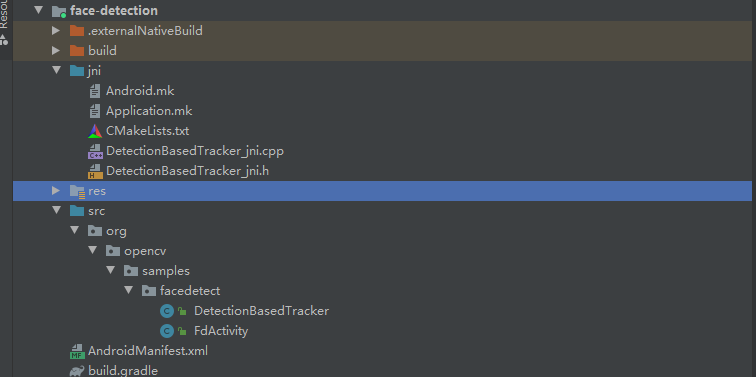 Resou
face-detection
.externalNativeBuild
build
jni
Android.mk
Application.mk
CMakeLists.txt
DetectionBasedTracker_jni.cpp
DetectionBasedTracker_jni.h
res
src
org
opencv
samples
facedetect
DetectionBasedTracker
FdActivity
AndroidManifest.xml
build.gradle